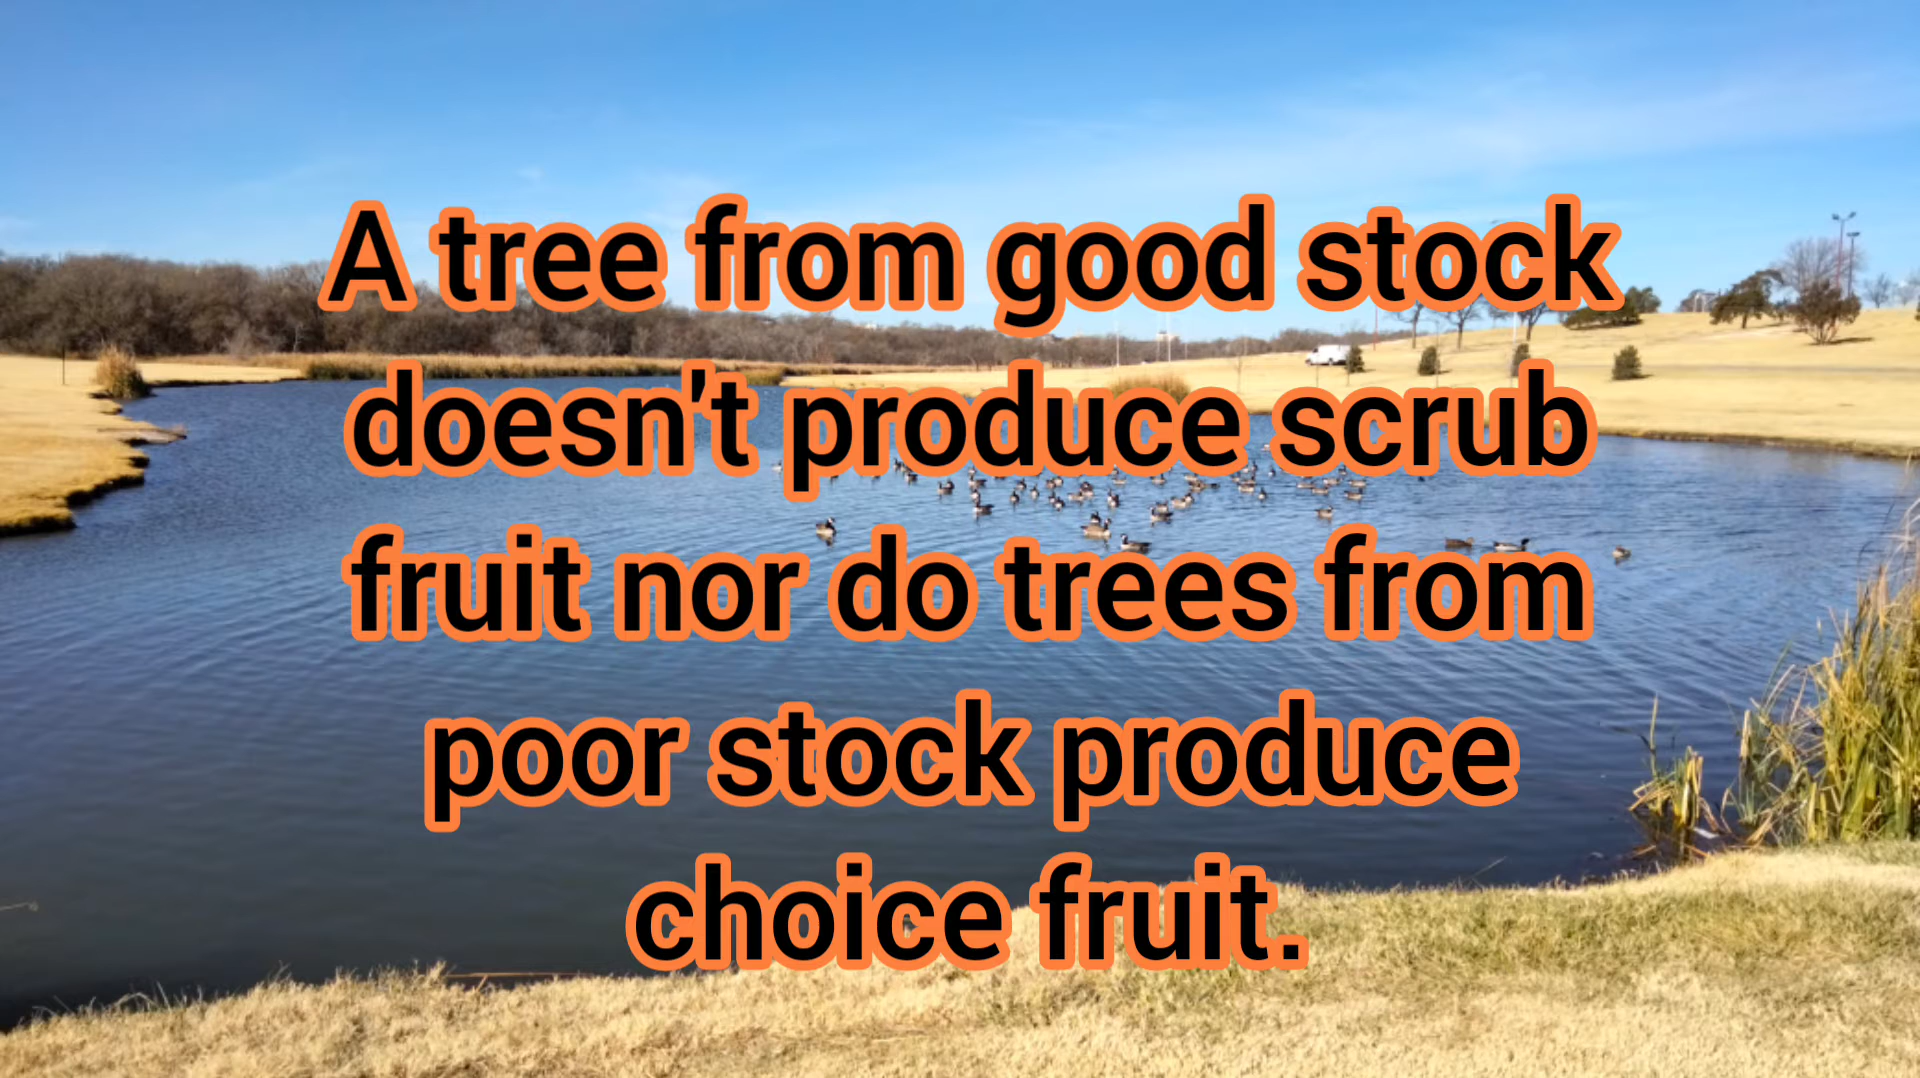 A tree from good stock
doesn't produce scrub
fruit nor do trees from
poor stock produce
choice fruit.